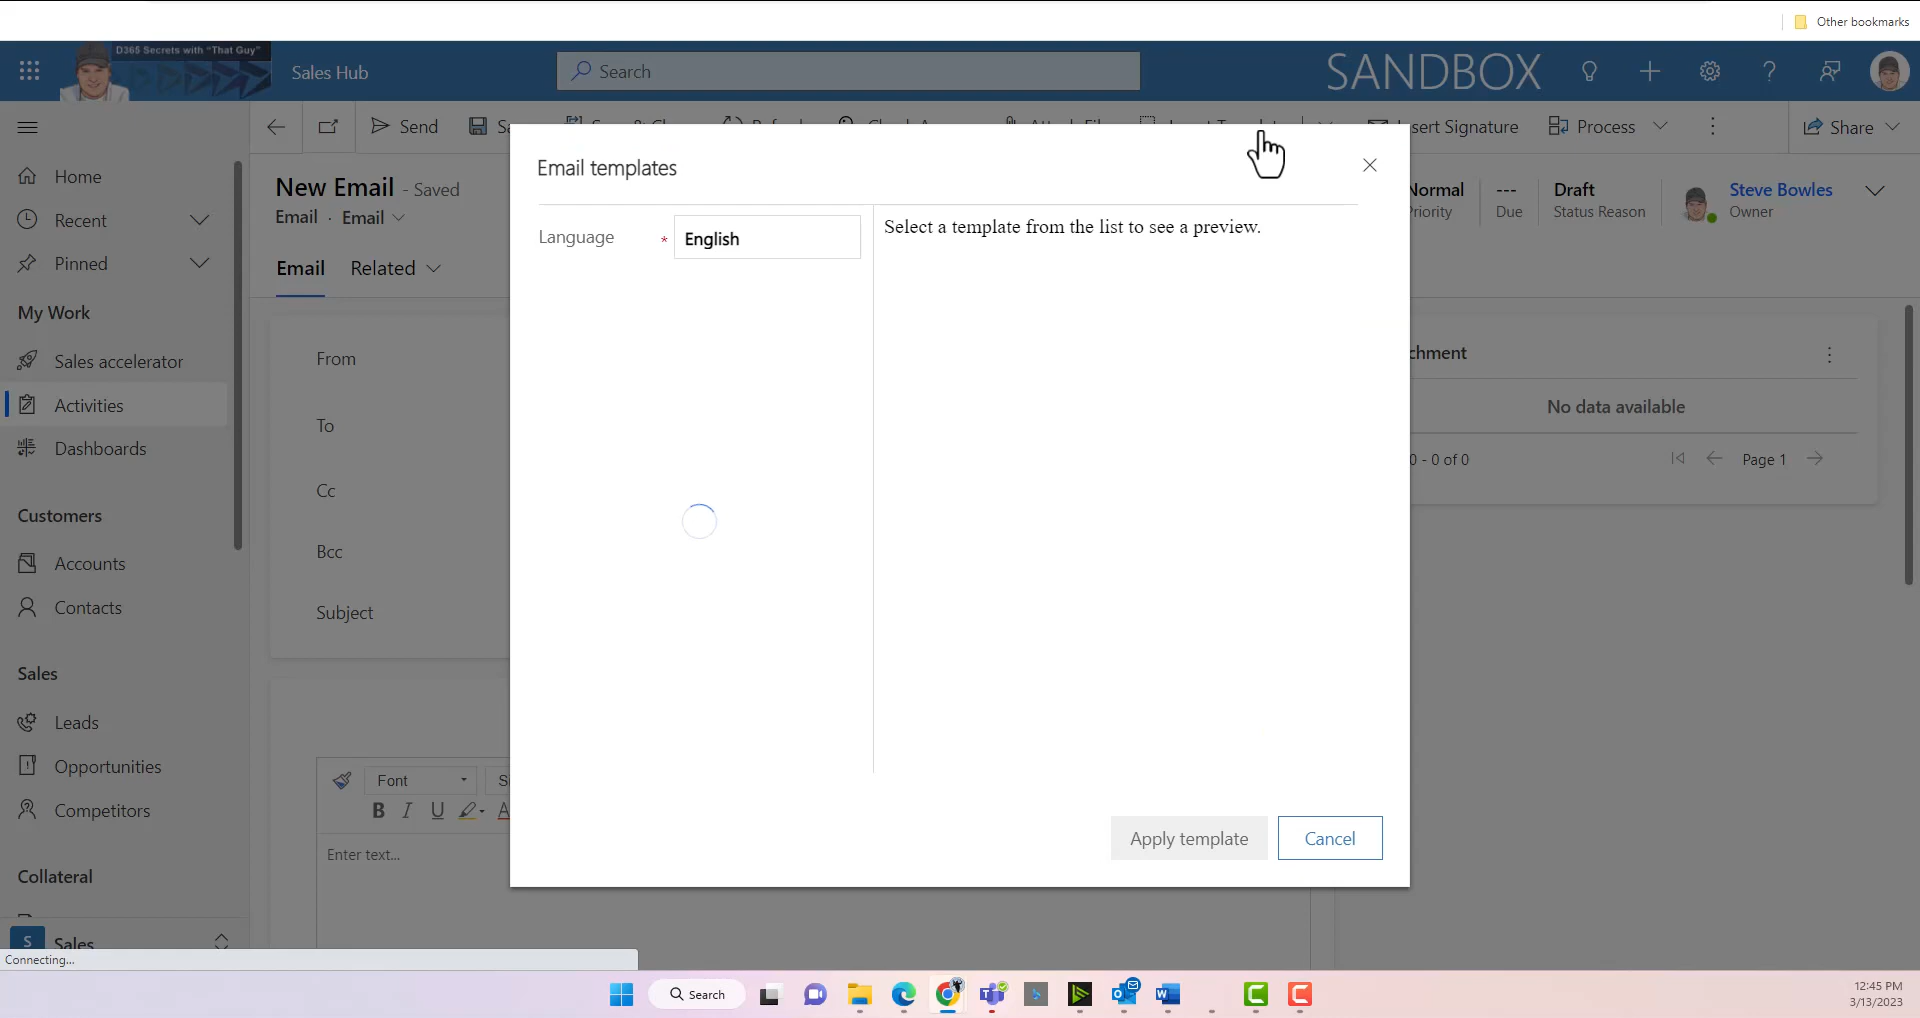 Other bookmarks
D365 Secrets with "That Guy"
Sales Hub
Search
SANDBOX
Send
Insert Signature
Process
Share
Home
Recent
Pinned
My Work
Sales accelerator
Activities
Dashboards
Customers
Accounts
Contacts
Sales
Leads
Opportunities
Competitors
Collateral
S Sales
Connecting...
New Email - Saved
Email · Email
Email Related
From
To
Cc
Bcc
Subject
Font
B I U
Enter text...
Email templates
Language * English
Select a template from the list to see a preview.
Apply template
Cancel
Normal
Priority
---
Due
Draft
Status Reason
Steve Bowles
Owner
chment
No data available
0 - 0 of 0
Page 1
Search
12:45 PM
3/13/2023